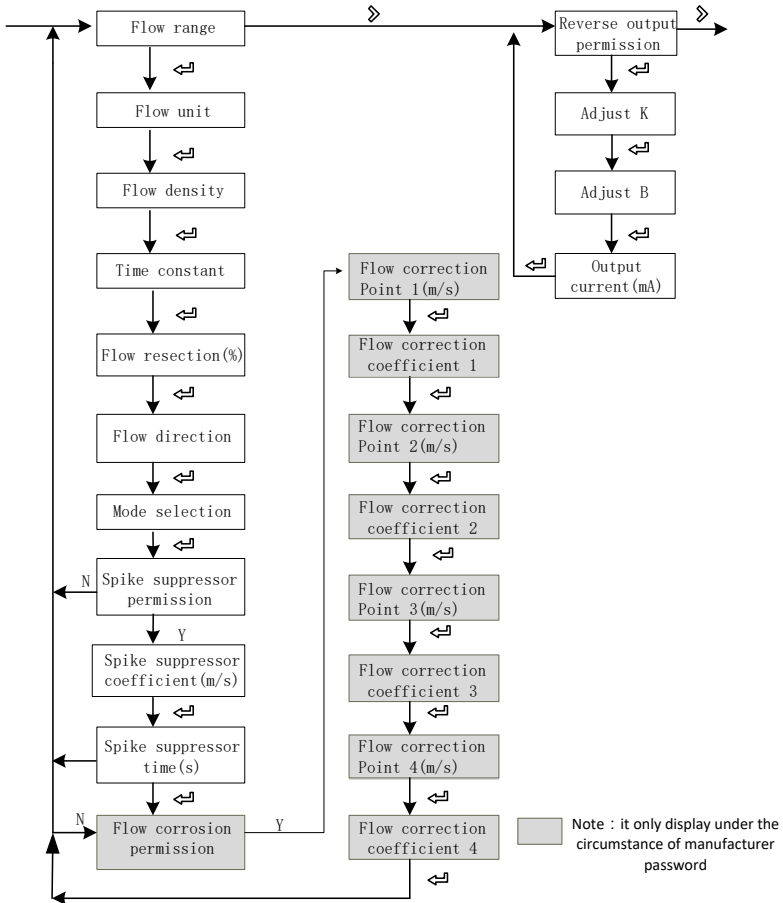 Flow range
Reverse output
permission
Flow unit
Adjust K
Flow density
Adjust B
Time constant
Flow correction
Point 1(m/s)
Output
current(mA)
Flow resection(%)
Flow correction
coefficient 1
Flow direction
Flow correction
Point 2(m/s)
Mode selection
Flow correction
coefficient 2
N
Spike suppressor
permission
Flow correction
Point 3(m/s)
Y
Spike suppressor
coefficient(m/s)
Flow correction
coefficient 3
Spike suppressor
time(s)
Flow correction
Point 4(m/s)
N
Flow corrosion
permission
Y
Flow correction
coefficient 4
Note：it only display under the
circumstance of manufacturer
password